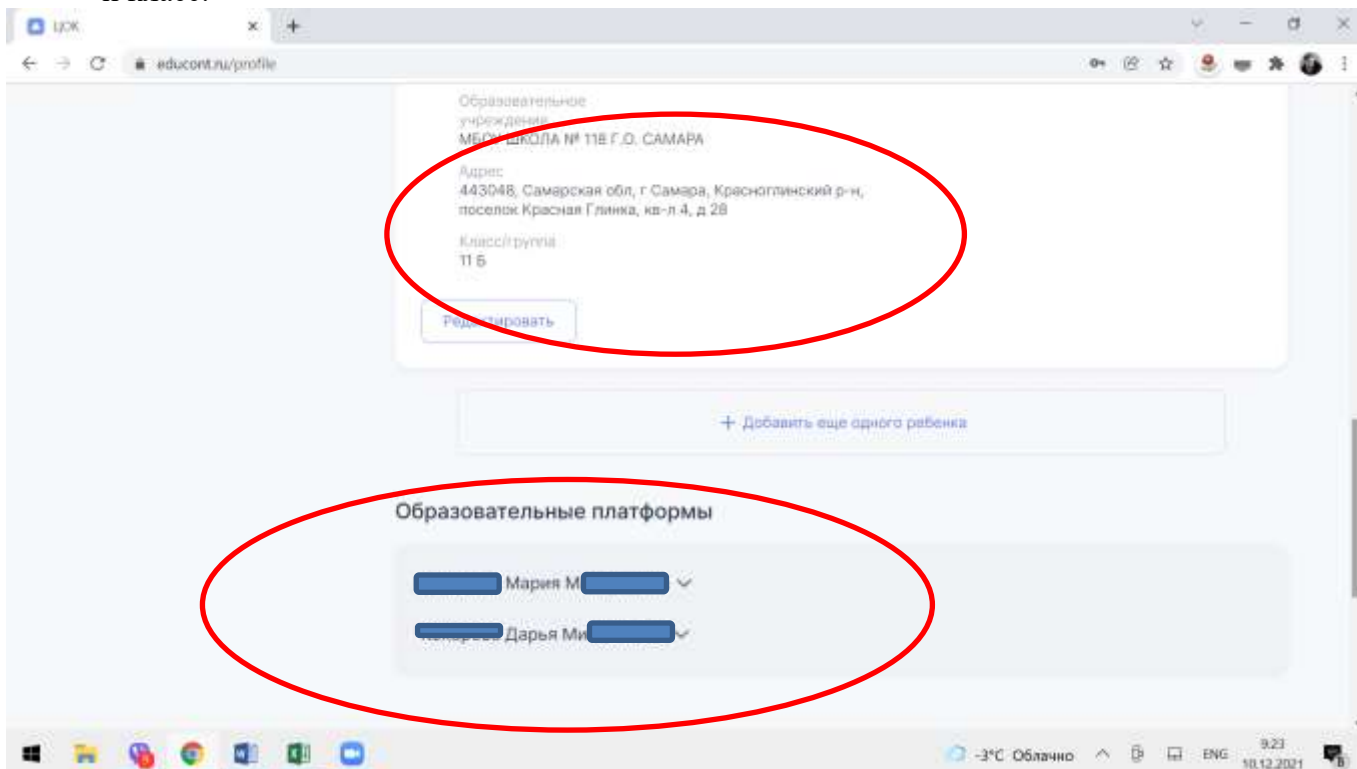 ЦОК
educont.ru/profile
Образовательное
учреждение
МБОУ ШКОЛА № 118 Г.О. САМАРА
Адрес
443048, Самарская обл, г Самара, Красноглинский р-н,
поселок Красная Глинка, кв-л 4, д 28
Класс/группа
11 Б
Редактировать
+ Добавить еще одного ребенка
Образовательные платформы
Мария М
Дарья Ми
-3°C Облачно
ENG
9:23
10.12.2021